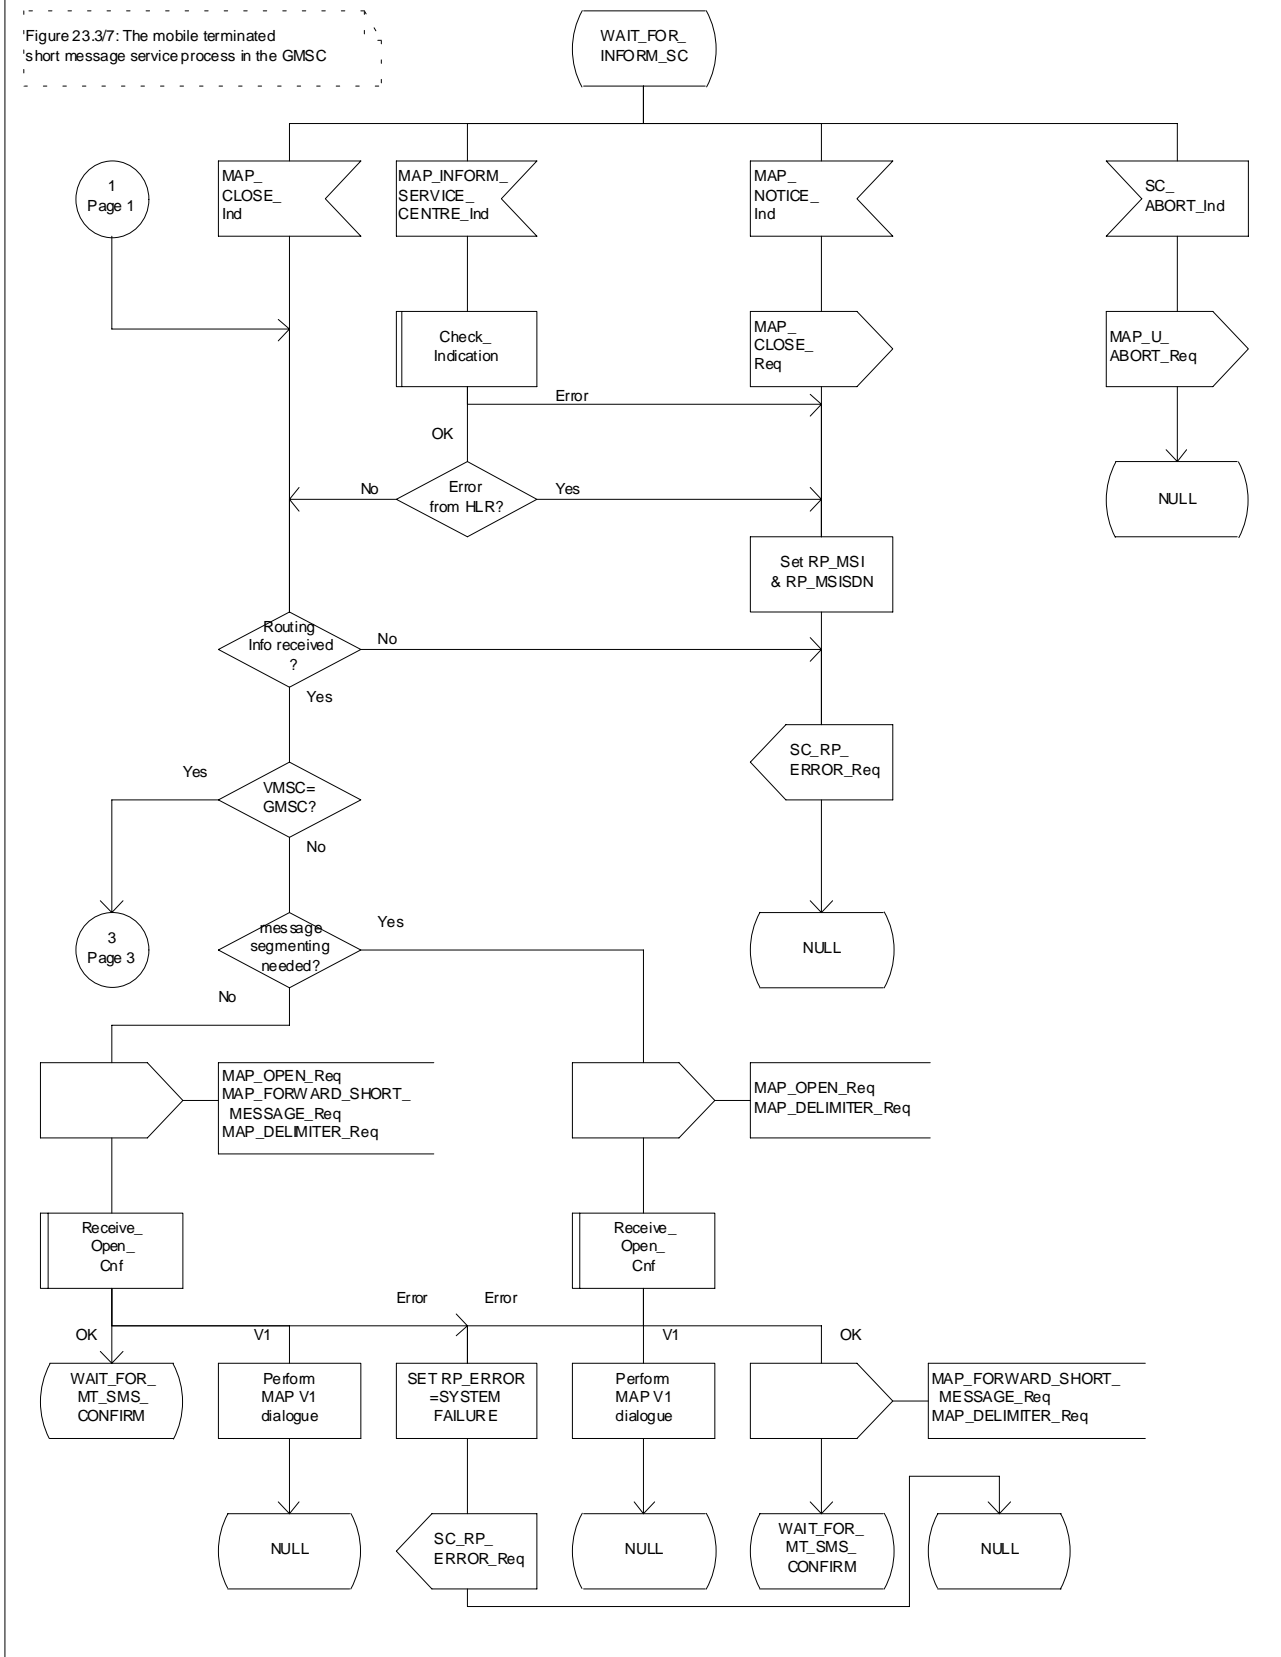 Figure 23.3/7: The mobile terminated
short message service process in the GMSC
WAIT_FOR_
INFORM_SC
1
Page 1
MAP_
CLOSE_
Ind
MAP_INFORM_
SERVICE_
CENTRE_Ind
MAP_
NOTICE_
Ind
SC_
ABORT_Ind
Check_
Indication
MAP_
CLOSE_
Req
MAP_U_
ABORT_Req
Error
OK
No
Error
from HLR?
Yes
NULL
Set RP_MSI
& RP_MSISDN
Routing
Info received
?
No
Yes
SC_RP_
ERROR_Req
Yes
VMSC=
GMSC?
No
3
Page 3
message
segmenting
needed?
Yes
NULL
No
MAP_OPEN_Req
MAP_FORWARD_SHORT_
MESSAGE_Req
MAP_DELIMITER_Req
MAP_OPEN_Req
MAP_DELIMITER_Req
Receive_
Open_
Cnf
Receive_
Open_
Cnf
Error
Error
OK
V1
V1
OK
WAIT_FOR_
MT_SMS_
CONFIRM
Perform
MAP V1
dialogue
SET RP_ERROR
=SYSTEM
FAILURE
Perform
MAP V1
dialogue
MAP_FORWARD_SHORT_
MESSAGE_Req
MAP_DELIMITER_Req
NULL
SC_RP_
ERROR_Req
NULL
WAIT_FOR_
MT_SMS_
CONFIRM
NULL